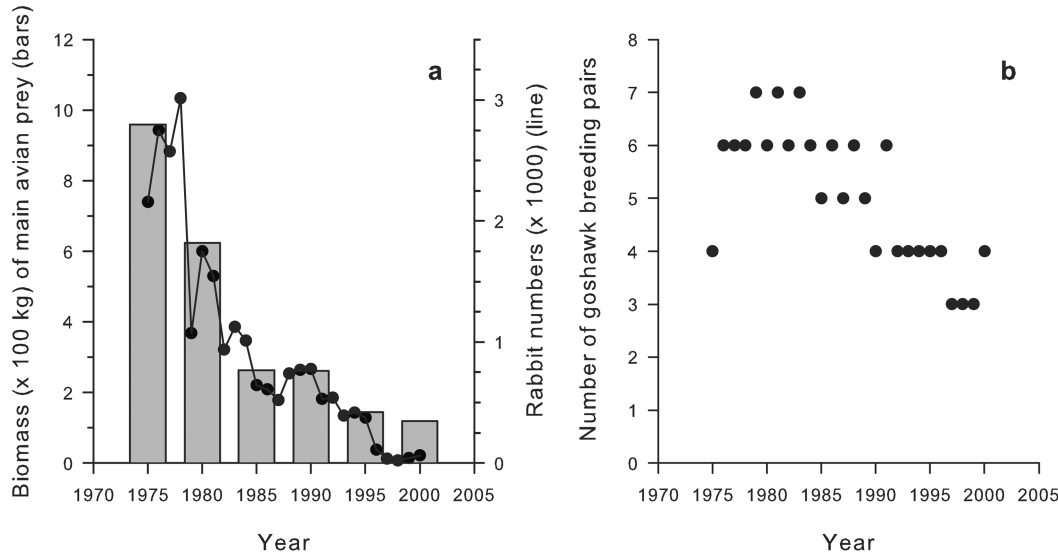 Biomass (x 100 kg) of main avian prey (bars)
12
10
8
6
4
2
0
a
3
2
1
0
Rabbit numbers (x 1000) (line)
1970 1975 1980 1985 1990 1995 2000 2005
Year
Number of goshawk breeding pairs
8
7
6
5
4
3
2
1
0
b
1970 1975 1980 1985 1990 1995 2000 2005
Year